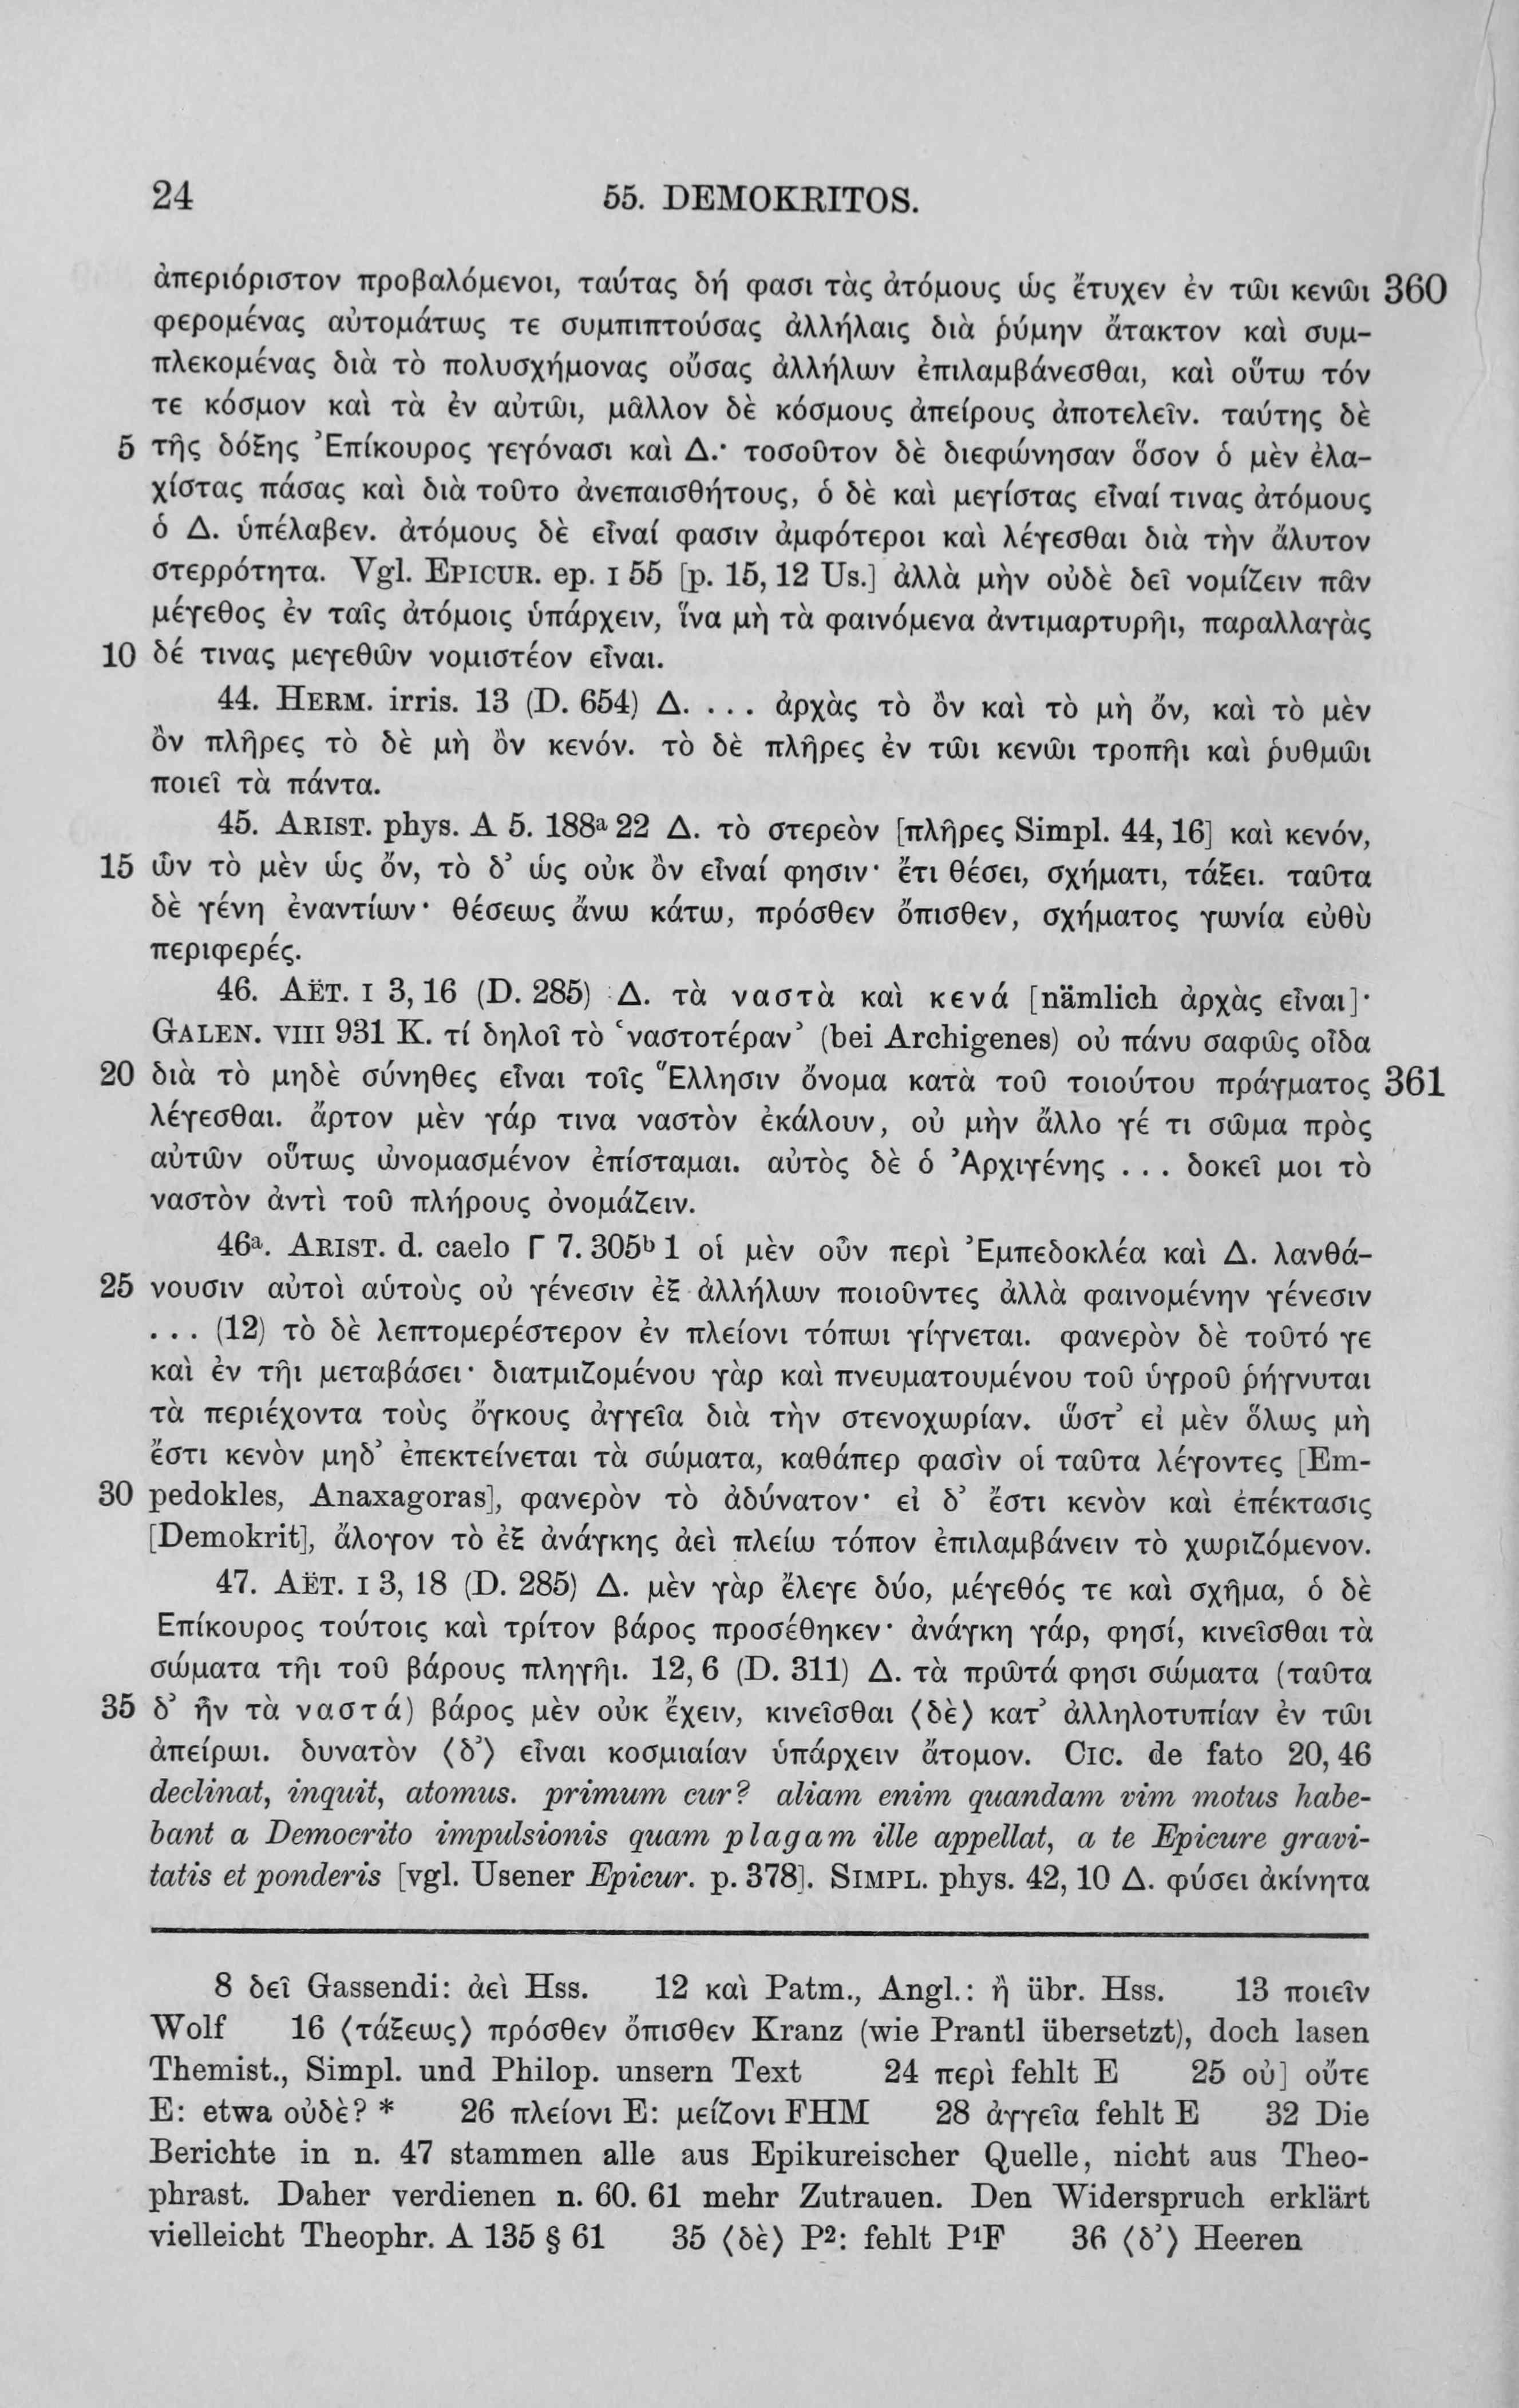 24 55. DEMOKRITOS.
ἀπεριόριστον προβαλόμενοι, ταύτας δή φασι τὰς ἀτόμους ὡς ἔτυχεν ἐν τῶι κενῶι 360
φερομένας αὐτομάτως τε συμπιπτούσας ἀλλήλαις διὰ ῥύμην ἄτακτον καὶ συμ-
πλεκομένας διὰ τὸ πολυσχήμονας οὔσας ἀλλήλων ἐπιλαμβάνεσθαι, καὶ οὕτω τόν
τε κόσμον καὶ τὰ ἐν αὐτῶι, μᾶλλον δὲ κόσμους ἀπείρους ἀποτελεῖν. ταύτης δὲ
5 τῆς δόξης Ἐπίκουρος γεγόνασι καὶ Δ.· τοσοῦτον δὲ διεφώνησαν ὅσον ὁ μὲν ἐλα-
χίστας πάσας καὶ διὰ τοῦτο ἀνεπαισθήτους, ὁ δὲ καὶ μεγίστας εἶναί τινας ἀτόμους
ὁ Δ. ὑπέλαβεν. ἀτόμους δὲ εἶναί φασιν ἀμφότεροι καὶ λέγεσθαι διὰ τὴν ἄλυτον
στερρότητα. Vgl. EPICUR. ep. I 55 [p. 15, 12 Us.] ἀλλὰ μὴν οὐδὲ δεῖ νομίζειν πᾶν
μέγεθος ἐν ταῖς ἀτόμοις ὑπάρχειν, ἵνα μὴ τὰ φαινόμενα ἀντιμαρτυρῆι, παραλλαγὰς
10 δέ τινας μεγεθῶν νομιστέον εἶναι.
44. HERM. irris. 13 (D. 654) Δ. ... ἀρχὰς τὸ ὂν καὶ τὸ μὴ ὄν, καὶ τὸ μὲν
ὂν πλῆρες τὸ δὲ μὴ ὂν κενόν. τὸ δὲ πλῆρες ἐν τῶι κενῶι τροπῆι καὶ ῥυθμῶι
ποιεῖ τὰ πάντα.
45. ARIST. phys. A 5. 188ᵃ 22 Δ. τὸ στερεὸν [πλῆρες Simpl. 44, 16] καὶ κενόν,
15 ὧν τὸ μὲν ὡς ὄν, τὸ δ’ ὡς οὐκ ὂν εἶναί φησιν· ἔτι θέσει, σχήματι, τάξει. ταῦτα
δὲ γένη ἐναντίων· θέσεως ἄνω κάτω, πρόσθεν ὄπισθεν, σχήματος γωνία εὐθὺ
περιφερές.
46. AËT. I 3, 16 (D. 285) Δ. τὰ ναστὰ καὶ κενά [nämlich ἀρχὰς εἶναι]·
GALEN. VIII 931 K. τί δηλοῖ τὸ ‘ναστοτέραν’ (bei Archigenes) οὐ πάνυ σαφῶς οἶδα
20 διὰ τὸ μηδὲ σύνηθες εἶναι τοῖς Ἕλλησιν ὄνομα κατὰ τοῦ τοιούτου πράγματος 361
λέγεσθαι. ἄρτον μὲν γάρ τινα ναστὸν ἐκάλουν, οὐ μὴν ἄλλο γέ τι σῶμα πρὸς
αὐτῶν οὕτως ὠνομασμένον ἐπίσταμαι. αὐτὸς δὲ ὁ Ἀρχιγένης ... δοκεῖ μοι τὸ
ναστὸν ἀντὶ τοῦ πλήρους ὀνομάζειν.
46ᵃ. ARIST. d. caelo Γ 7. 305ᵇ 1 οἱ μὲν οὖν περὶ Ἐμπεδοκλέα καὶ Δ. λανθά-
25 νουσιν αὐτοὶ αὑτοὺς οὐ γένεσιν ἐξ ἀλλήλων ποιοῦντες ἀλλὰ φαινομένην γένεσιν
... (12) τὸ δὲ λεπτομερέστερον ἐν πλείονι τόπωι γίγνεται. φανερὸν δὲ τοῦτό γε
καὶ ἐν τῆι μεταβάσει· διατμιζομένου γὰρ καὶ πνευματουμένου τοῦ ὑγροῦ ῥήγνυται
τὰ περιέχοντα τοὺς ὄγκους ἀγγεῖα διὰ τὴν στενοχωρίαν. ὥστ’ εἰ μὲν ὅλως μὴ
ἔστι κενὸν μηδ’ ἐπεκτείνεται τὰ σώματα, καθάπερ φασὶν οἱ ταῦτα λέγοντες [Em-
30 pedokles, Anaxagoras], φανερὸν τὸ ἀδύνατον· εἰ δ’ ἔστι κενὸν καὶ ἐπέκτασις
[Demokrit], ἄλογον τὸ ἐξ ἀνάγκης ἀεὶ πλείω τόπον ἐπιλαμβάνειν τὸ χωριζόμενον.
47. AËT. I 3, 18 (D. 285) Δ. μὲν γὰρ ἔλεγε δύο, μέγεθός τε καὶ σχῆμα, ὁ δὲ
Επίκουρος τούτοις καὶ τρίτον βάρος προσέθηκεν· ἀνάγκη γάρ, φησί, κινεῖσθαι τὰ
σώματα τῆι τοῦ βάρους πληγῆι. 12, 6 (D. 311) Δ. τὰ πρῶτά φησι σώματα (ταῦτα
35 δ’ ἦν τὰ ναστά) βάρος μὲν οὐκ ἔχειν, κινεῖσθαι ⟨δὲ⟩ κατ’ ἀλληλοτυπίαν ἐν τῶι
ἀπείρωι. δυνατὸν ⟨δ’⟩ εἶναι κοσμιαίαν ὑπάρχειν ἄτομον. CIC. de fato 20, 46
declinat, inquit, atomus. primum cur? aliam enim quandam vim motus habe-
bant a Democrito impulsionis quam plagam ille appellat, a te Epicure gravi-
tatis et ponderis [vgl. Usener Epicur. p. 378]. SIMPL. phys. 42, 10 Δ. φύσει ἀκίνητα
8 δεῖ Gassendi: ἀεὶ Hss. 12 καὶ Patm., Angl.: ἢ übr. Hss. 13 ποιεῖν
Wolf 16 ⟨τάξεως⟩ πρόσθεν ὄπισθεν Kranz (wie Prantl übersetzt), doch lasen
Themist., Simpl. und Philop. unsern Text 24 περὶ fehlt E 25 οὐ] οὔτε
E: etwa οὐδὲ? * 26 πλείονι E: μείζονι FHM 28 ἀγγεῖα fehlt E 32 Die
Berichte in n. 47 stammen alle aus Epikureischer Quelle, nicht aus Theo-
phrast. Daher verdienen n. 60. 61 mehr Zutrauen. Den Widerspruch erklärt
vielleicht Theophr. A 135 § 61 35 ⟨δὲ⟩ P²: fehlt P¹F 36 ⟨δ’⟩ Heeren